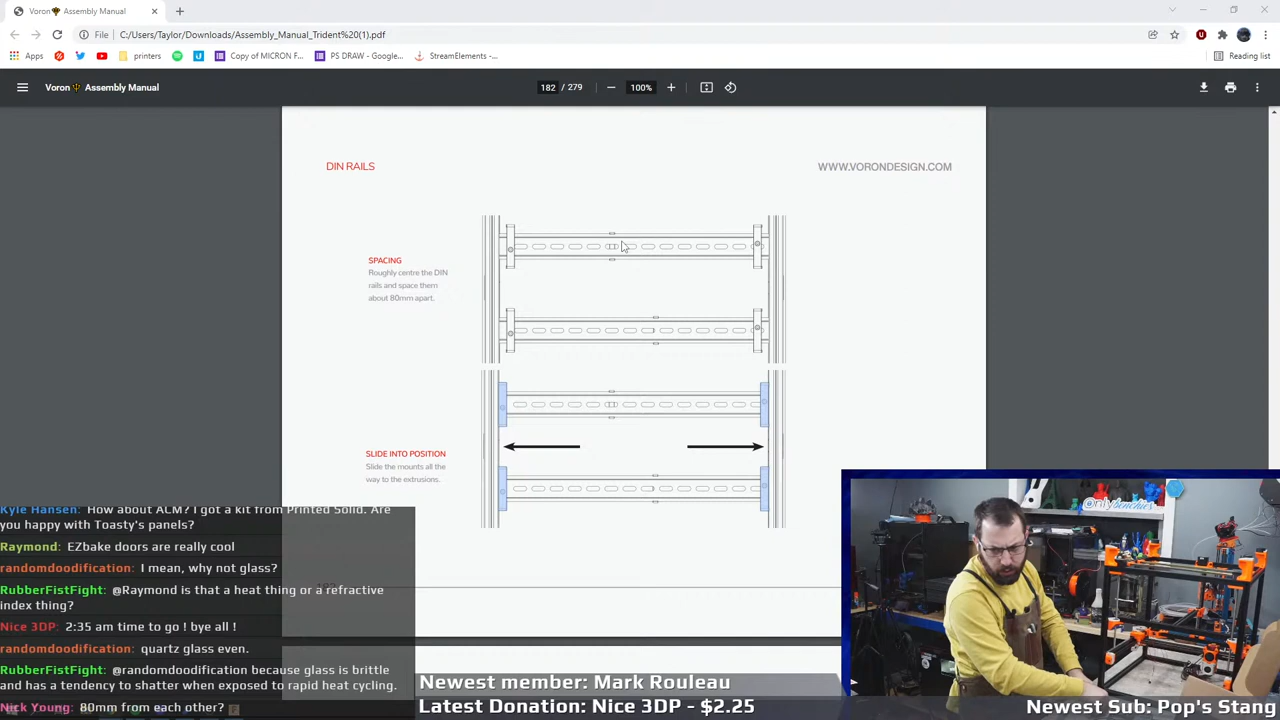 Voron Assembly Manual
File
C:/Users/Taylor/Downloads/Assembly_Manual_Trident%20(1).pdf
Apps
printers
Copy of MICRON F...
PS DRAW - Google...
StreamElements -...
Reading list
Voron Assembly Manual
182 / 279
100%
DIN RAILS
WWW.VORONDESIGN.COM
SPACING
Roughly centre the DIN
rails and space them
about 80mm apart.
SLIDE INTO POSITION
Slide the mounts all the
way to the extrusions.
182
Kyle Hansen: How about ACM? I got a kit from Printed Solid. Are
you happy with Toasty's panels?
Raymond: EZbake doors are really cool
randomdoodification: I mean, why not glass?
RubberFistFight: @Raymond is that a heat thing or a refractive
index thing?
Nice 3DP: 2:35 am time to go ! bye all !
randomdoodification: quartz glass even.
RubberFistFight: @randomdoodification because glass is brittle
and has a tendency to shatter when exposed to rapid heat cycling.
Nick Young: 80mm from each other?
@onlybenchies
Newest member: Mark Rouleau
Latest Donation: Nice 3DP - $2.25
Newest Sub: Pop's Stang